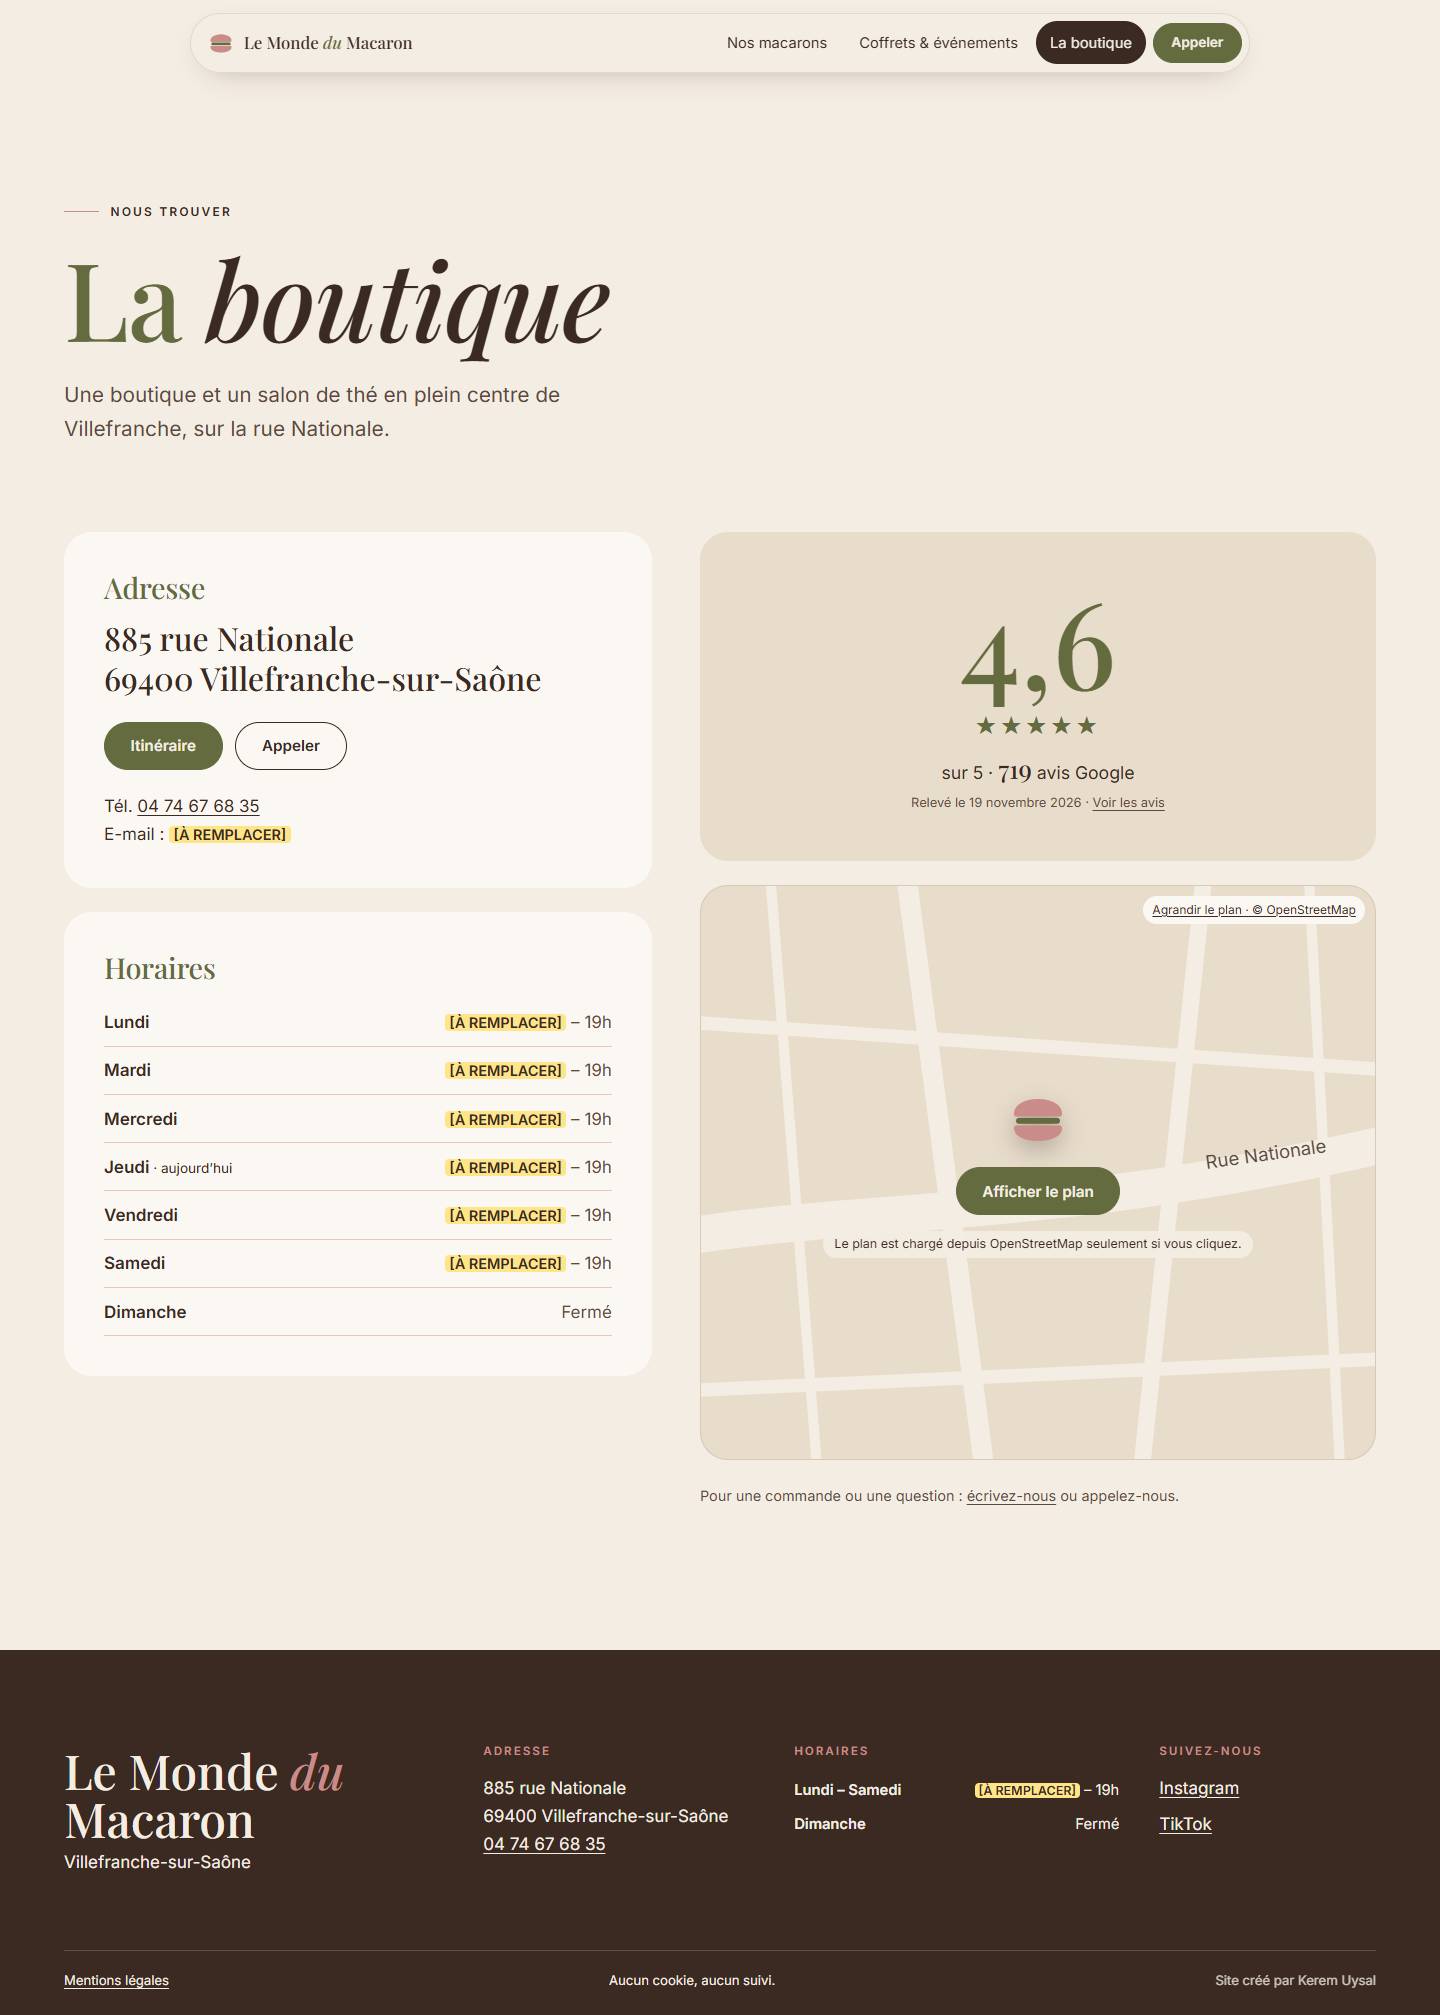 Le Monde du Macaron
Nos macarons
Coffrets & événements
La boutique
Appeler
NOUS TROUVER
La boutique
Une boutique et un salon de thé en plein centre de
Villefranche, sur la rue Nationale.
Adresse
885 rue Nationale
69400 Villefranche-sur-Saône
Itinéraire
Appeler
Tél. 04 74 67 68 35
E-mail : [À REMPLACER]
Horaires
Lundi [À REMPLACER] – 19h
Mardi [À REMPLACER] – 19h
Mercredi [À REMPLACER] – 19h
Jeudi · aujourd'hui [À REMPLACER] – 19h
Vendredi [À REMPLACER] – 19h
Samedi [À REMPLACER] – 19h
Dimanche Fermé
4,6
★★★★★
sur 5 · 719 avis Google
Relevé le 19 novembre 2026 · Voir les avis
Agrandir le plan · © OpenStreetMap
Rue Nationale
Afficher le plan
Le plan est chargé depuis OpenStreetMap seulement si vous cliquez.
Pour une commande ou une question : écrivez-nous ou appelez-nous.
Le Monde du
Macaron
Villefranche-sur-Saône
ADRESSE
885 rue Nationale
69400 Villefranche-sur-Saône
04 74 67 68 35
HORAIRES
Lundi – Samedi [À REMPLACER] – 19h
Dimanche Fermé
SUIVEZ-NOUS
Instagram
TikTok
Mentions légales
Aucun cookie, aucun suivi.
Site créé par Kerem Uysal